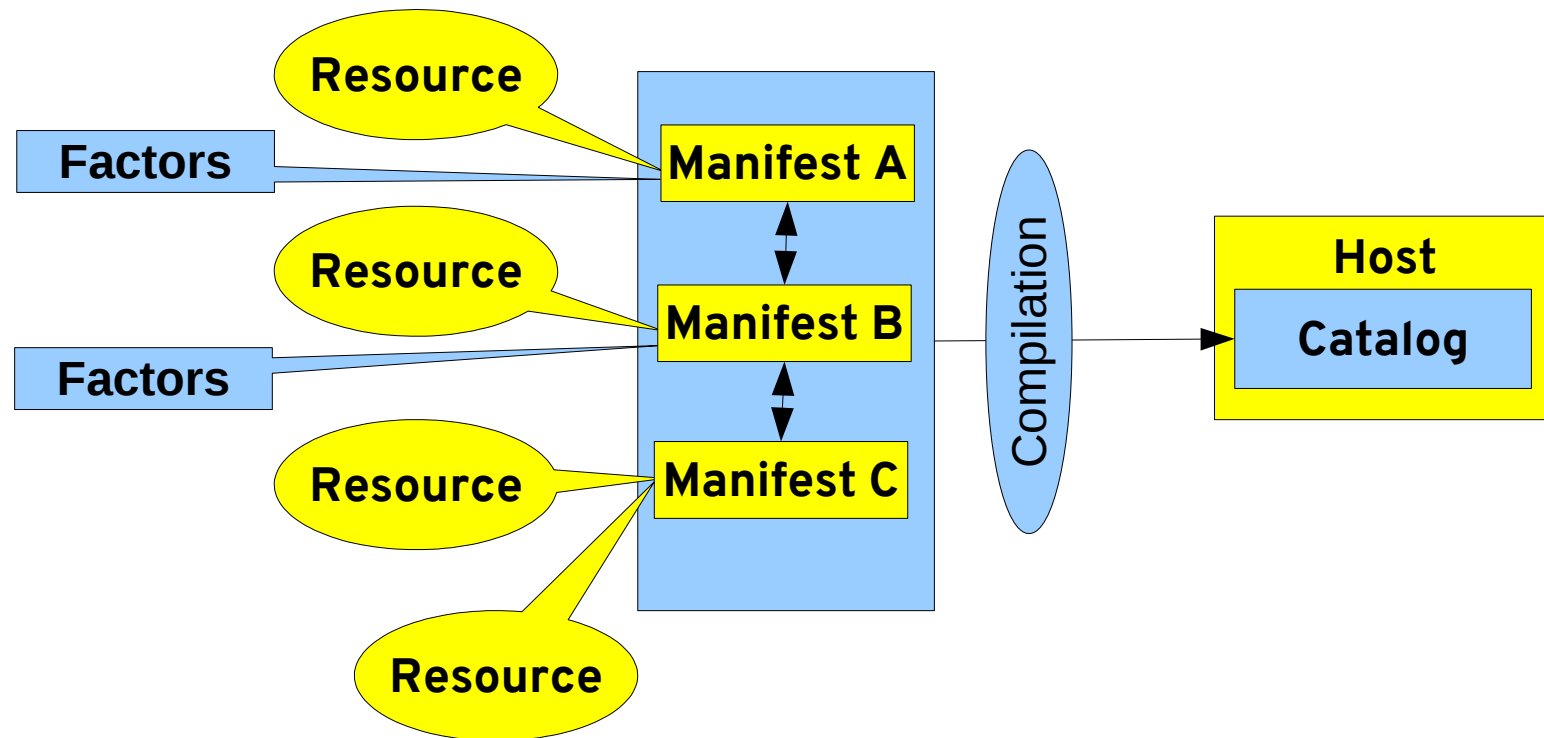 Resource
Factors
Manifest A
Resource
Manifest B
Factors
Resource
Manifest C
Resource
Compilation
Host
Catalog